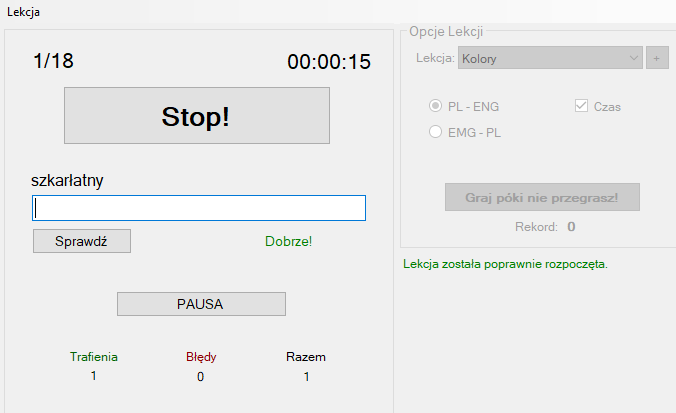 Lekcja
1/18
00:00:15
Stop!
szkarłatny
Sprawdź
Dobrze!
PAUSA
Trafienia
Błędy
Razem
1
0
1
Opcje Lekcji
Lekcja:
Kolory
+
PL - ENG
Czas
EMG - PL
Graj póki nie przegrasz!
Rekord: 0
Lekcja została poprawnie rozpoczęta.